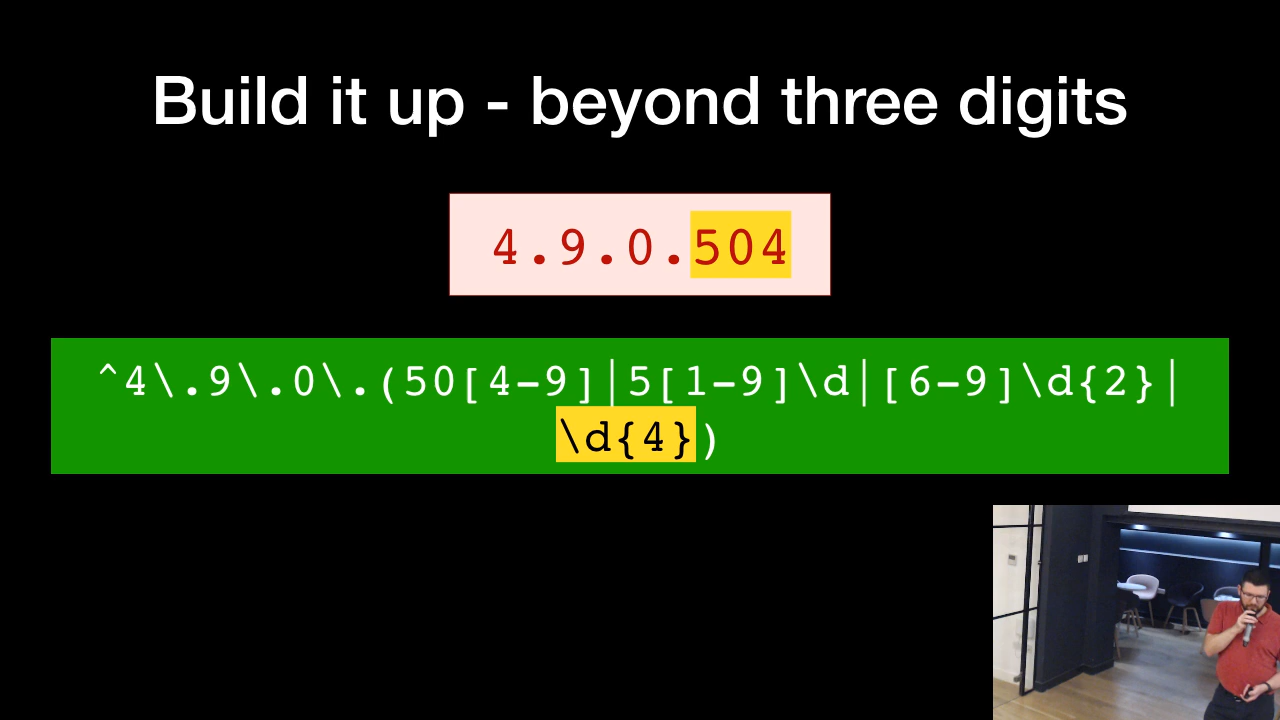 Build it up - beyond three digits
4.9.0.504
^4\.9\.0\.(50[4-9]|5[1-9]\d|[6-9]\d{2}|
\d{4})